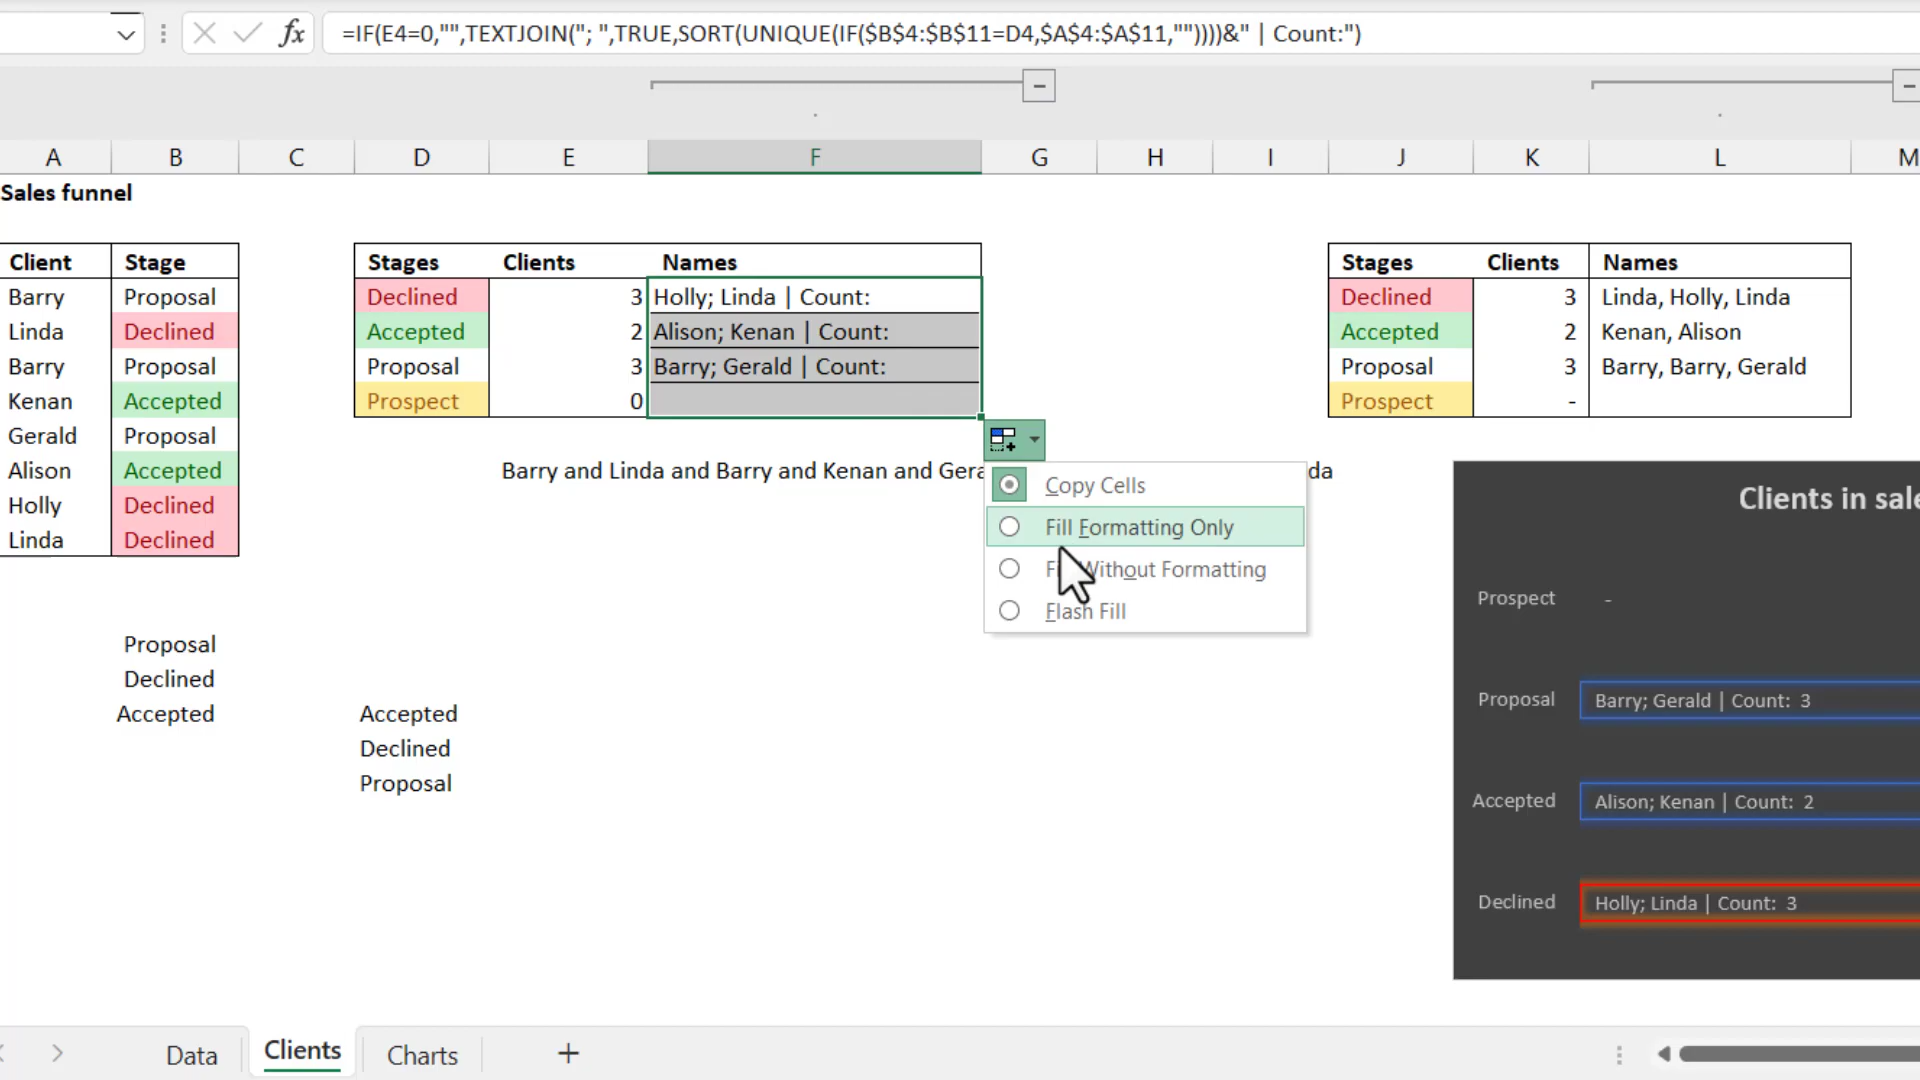 fx =IF(E4=0,"",TEXTJOIN("; ",TRUE,SORT(UNIQUE(IF($B$4:$B$11=D4,$A$4:$A$11,""))))&" | Count:")
A B C D E F G H I J K L M
Sales funnel
Client Stage
Barry Proposal
Linda Declined
Barry Proposal
Kenan Accepted
Gerald Proposal
Alison Accepted
Holly Declined
Linda Declined
Proposal
Declined
Accepted
Stages Clients Names
Declined 3 Holly; Linda | Count:
Accepted 2 Alison; Kenan | Count:
Proposal 3 Barry; Gerald | Count:
Prospect 0
Barry and Linda and Barry and Kenan and Gera
da
Copy Cells
Fill Formatting Only
Without Formatting
Flash Fill
Accepted
Declined
Proposal
Stages Clients Names
Declined 3 Linda, Holly, Linda
Accepted 2 Kenan, Alison
Proposal 3 Barry, Barry, Gerald
Prospect -
Clients in sale
Prospect -
Proposal Barry; Gerald | Count: 3
Accepted Alison; Kenan | Count: 2
Declined Holly; Linda | Count: 3
Data Clients Charts +